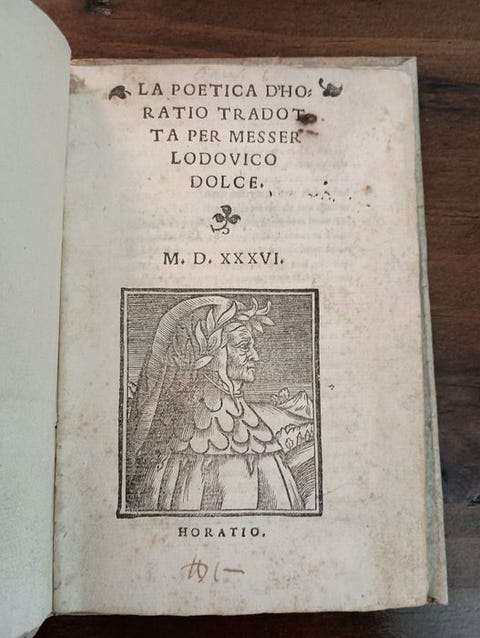 LA POETICA D'HO:
RATIO TRADOT
TA PER MESSER
LODOVICO
DOLCE.
M. D. XXXVI.
HORATIO.